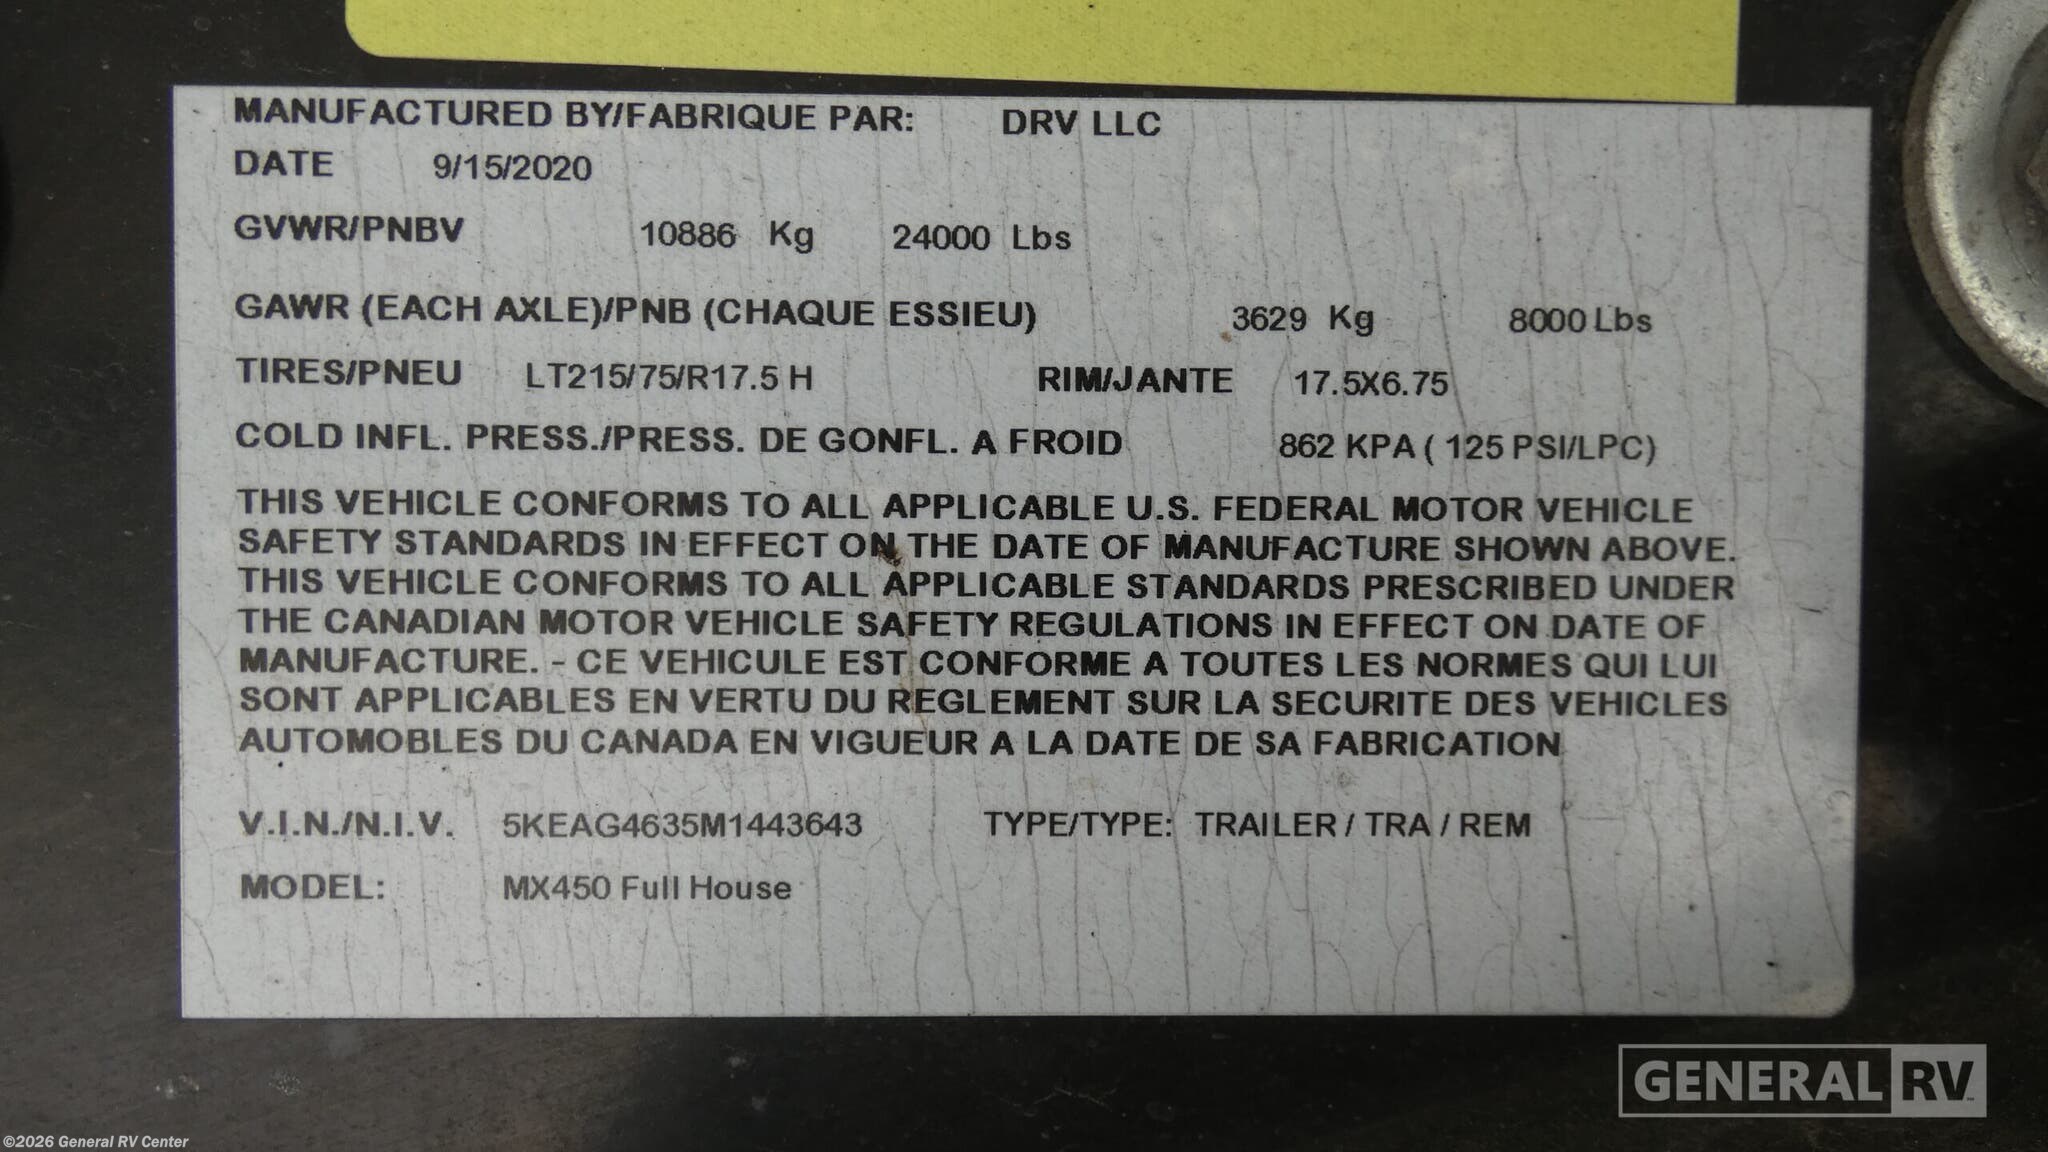 MANUFACTURED BY/FABRIQUE PAR: DRV LLC
DATE 9/15/2020
GVWR/PNBV 10886 Kg 24000 Lbs
GAWR (EACH AXLE)/PNB (CHAQUE ESSIEU) 3629 Kg 8000 Lbs
TIRES/PNEU LT215/75/R17.5 H RIM/JANTE 17.5X6.75
COLD INFL. PRESS./PRESS. DE GONFL. A FROID 862 KPA ( 125 PSI/LPC)
THIS VEHICLE CONFORMS TO ALL APPLICABLE U.S. FEDERAL MOTOR VEHICLE
SAFETY STANDARDS IN EFFECT ON THE DATE OF MANUFACTURE SHOWN ABOVE.
THIS VEHICLE CONFORMS TO ALL APPLICABLE STANDARDS PRESCRIBED UNDER
THE CANADIAN MOTOR VEHICLE SAFETY REGULATIONS IN EFFECT ON DATE OF
MANUFACTURE. - CE VEHICULE EST CONFORME A TOUTES LES NORMES QUI LUI
SONT APPLICABLES EN VERTU DU REGLEMENT SUR LA SECURITE DES VEHICLES
AUTOMOBLES DU CANADA EN VIGUEUR A LA DATE DE SA FABRICATION
V.I.N./N.I.V. 5KEAG4635M1443643 TYPE/TYPE: TRAILER / TRA / REM
MODEL: MX450 Full House
GENERAL RV
©2026 General RV Center